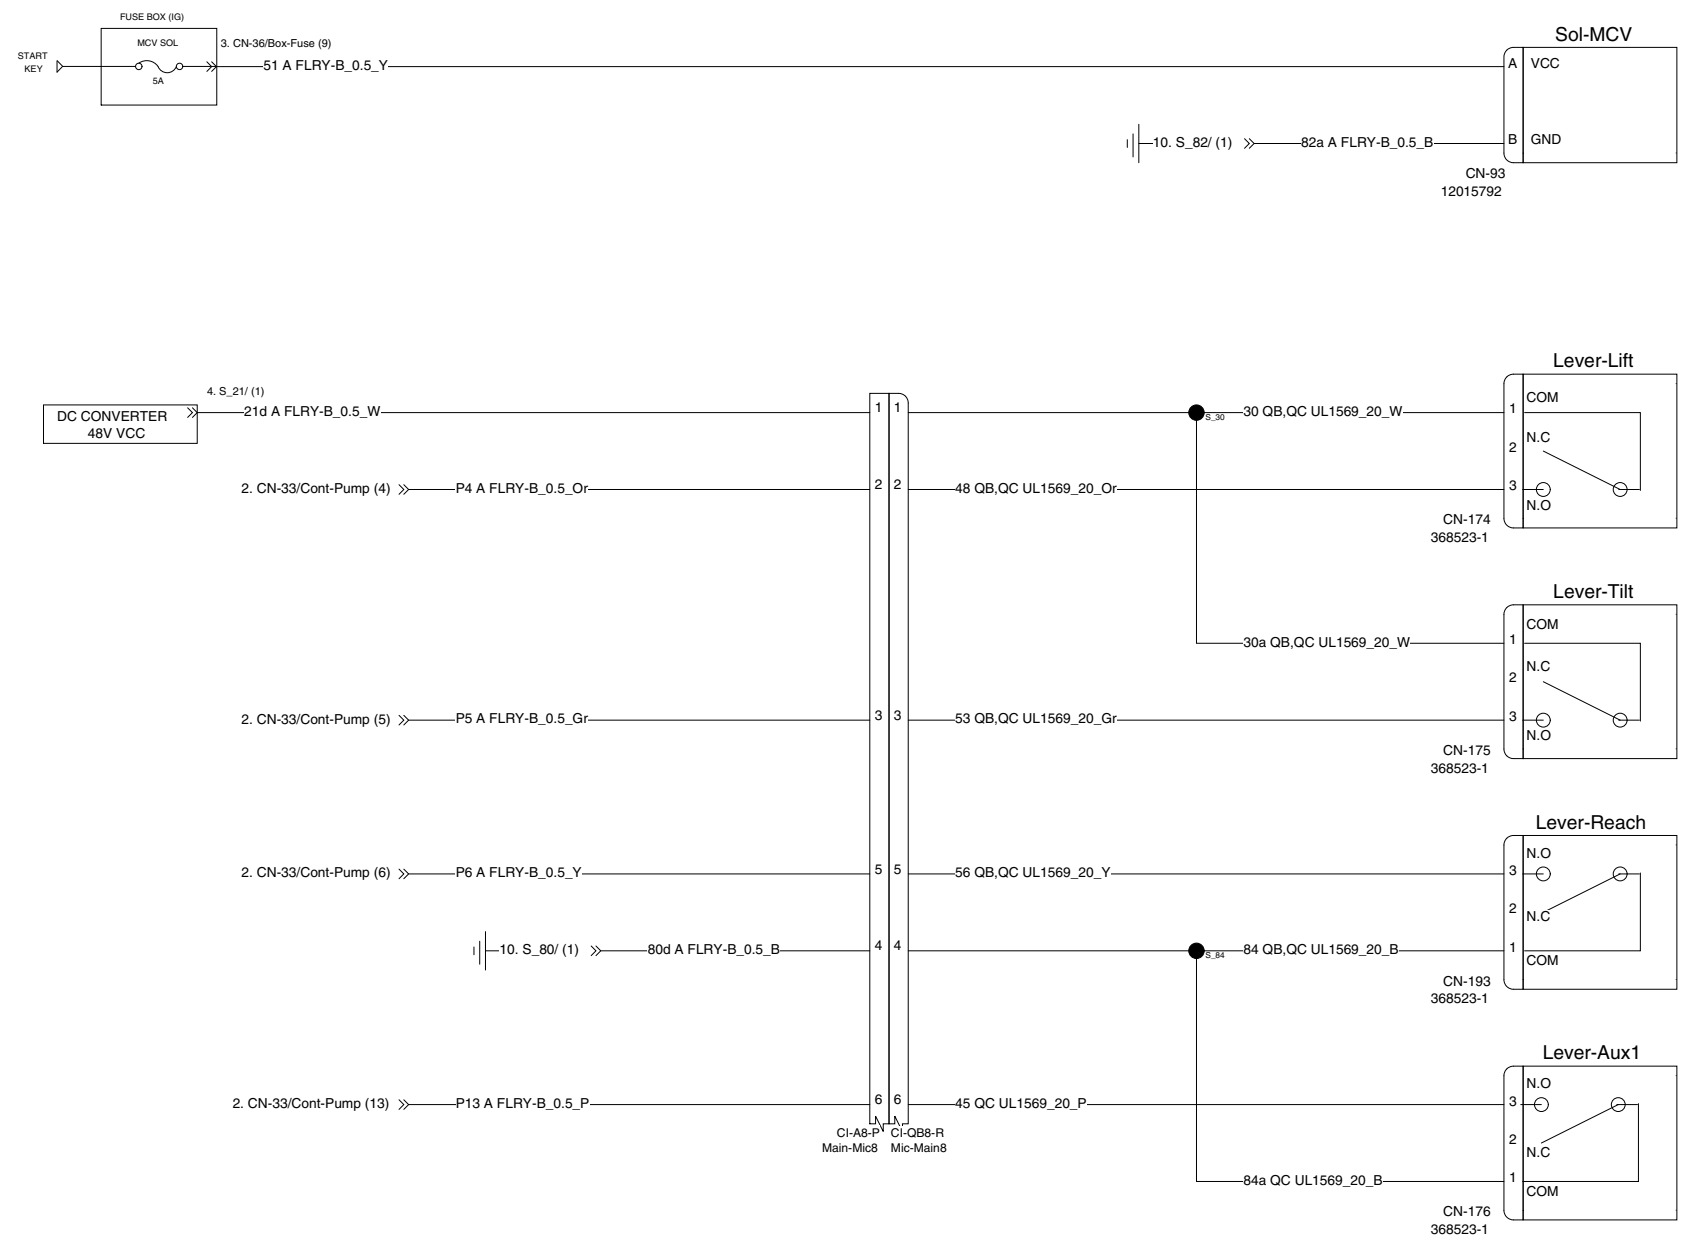 FUSE BOX (IG)
START
KEY
MCV SOL
5A
3. CN-36/Box-Fuse (9)
51 A FLRY-B_0.5_Y
Sol-MCV
A VCC
10. S_82/ (1)
82a A FLRY-B_0.5_B
B GND
CN-93
12015792
DC CONVERTER
48V VCC
4. S_21/ (1)
21d A FLRY-B_0.5_W
1 1
S_30
30 QB,QC UL1569_20_W
Lever-Lift
COM
1
N.C
2
2. CN-33/Cont-Pump (4)
P4 A FLRY-B_0.5_Or
2 2
48 QB,QC UL1569_20_Or
3
N.O
CN-174
368523-1
Lever-Tilt
COM
30a QB,QC UL1569_20_W
1
N.C
2
2. CN-33/Cont-Pump (5)
P5 A FLRY-B_0.5_Gr
3 3
53 QB,QC UL1569_20_Gr
3
N.O
CN-175
368523-1
Lever-Reach
N.O
2. CN-33/Cont-Pump (6)
P6 A FLRY-B_0.5_Y
5 5
56 QB,QC UL1569_20_Y
3
2
N.C
10. S_80/ (1)
80d A FLRY-B_0.5_B
4 4
S_84
84 QB,QC UL1569_20_B
1
COM
CN-193
368523-1
Lever-Aux1
N.O
2. CN-33/Cont-Pump (13)
P13 A FLRY-B_0.5_P
6 6
45 QC UL1569_20_P
3
2
N.C
CI-A8-P
Main-Mic8
CI-QB8-R
Mic-Main8
84a QC UL1569_20_B
1
COM
CN-176
368523-1